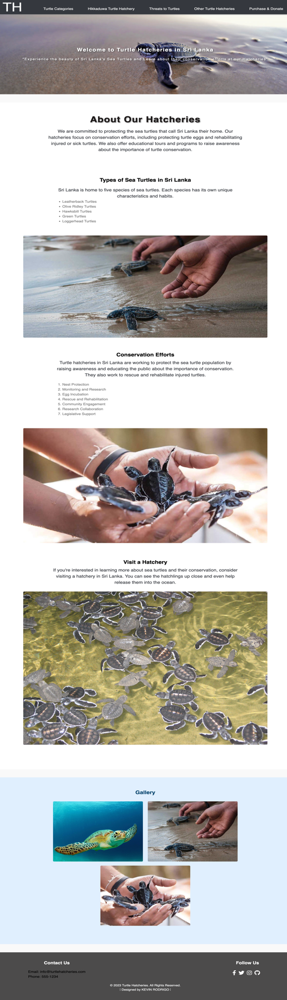 TH
Turtle Categories
Hikkaduwa Turtle Hatchery
Threats to Turtles
Other Turtle Hatcheries
Purchase & Donate
Welcome to Turtle Hatcheries in Sri Lanka
"Experience the beauty of Sri Lanka's Sea Turtles and Learn about their conservation efforts at our Hatcheries"
About Our Hatcheries
We are committed to protecting the sea turtles that call Sri Lanka their home. Our
hatcheries focus on conservation efforts, including protecting turtle eggs and rehabilitating
injured or sick turtles. We also offer educational tours and programs to raise awareness
about the importance of turtle conservation.
Types of Sea Turtles in Sri Lanka
Sri Lanka is home to five species of sea turtles. Each species has its own unique
characteristics and habits.
• Leatherback Turtles
• Olive Ridley Turtles
• Hawksbill Turtles
• Green Turtles
• Loggerhead Turtles
Conservation Efforts
Turtle hatcheries in Sri Lanka are working to protect the sea turtle population by
raising awareness and educating the public about the importance of conservation.
They also work to rescue and rehabilitate injured turtles.
1. Nest Protection
2. Monitoring and Research
3. Egg Incubation
4. Rescue and Rehabilitation
5. Community Engagement
6. Research Collaboration
7. Legislative Support
Visit a Hatchery
If you're interested in learning more about sea turtles and their conservation, consider
visiting a hatchery in Sri Lanka. You can see the hatchlings up close and even help
release them into the ocean.
Gallery
Contact Us
Email: info@turtlehatcheries.com
Phone: 555-1234
Follow Us
© 2023 Turtle Hatcheries. All Rights Reserved.
⁞ Designed by KEVIN RODRIGO ⁞